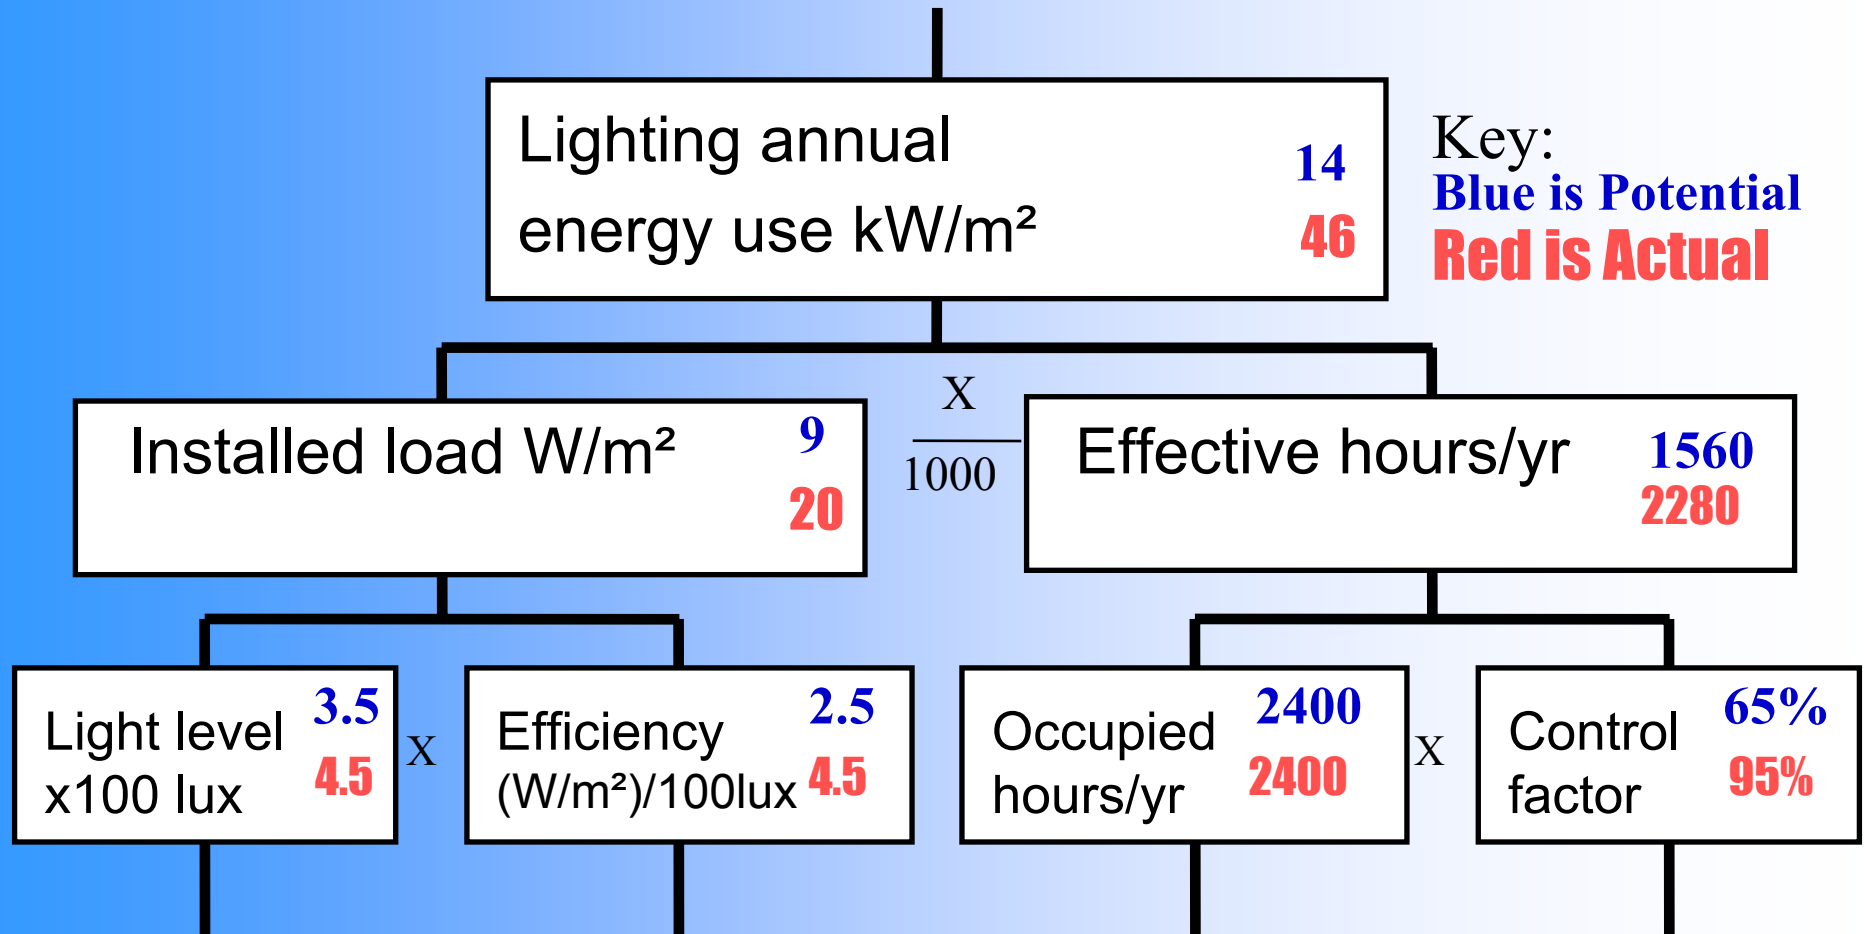 Lighting annual
energy use kW/m²
14
46
Key:
Blue is Potential
Red is Actual
Installed load W/m²
9
20
X
1000
Effective hours/yr
1560
2280
Light level
x100 lux
3.5
4.5
X
Efficiency
(W/m²)/100lux
2.5
4.5
Occupied
hours/yr
2400
2400
X
Control
factor
65%
95%